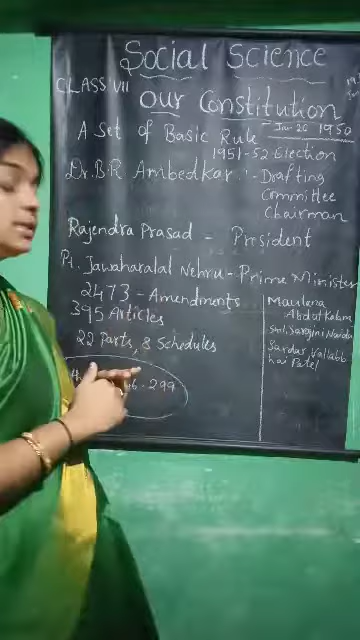 Social Science
CLASS VII
our Constitution
A Set of Basic Rule - Jan 26 1950
1951-52 Election
Dr. B.R Ambedkar - Drafting
Committee
Chairman
Rajendra Prasad - President
Pt. Jawaharalal Nehru - Prime Minister
2473 - Amendments
395 Articles
22 Parts, 8 Schedules
299
Maulana
Abdul Kalam
Smt. Sarojini Naidu
Sardar Vallabb
hai Patel